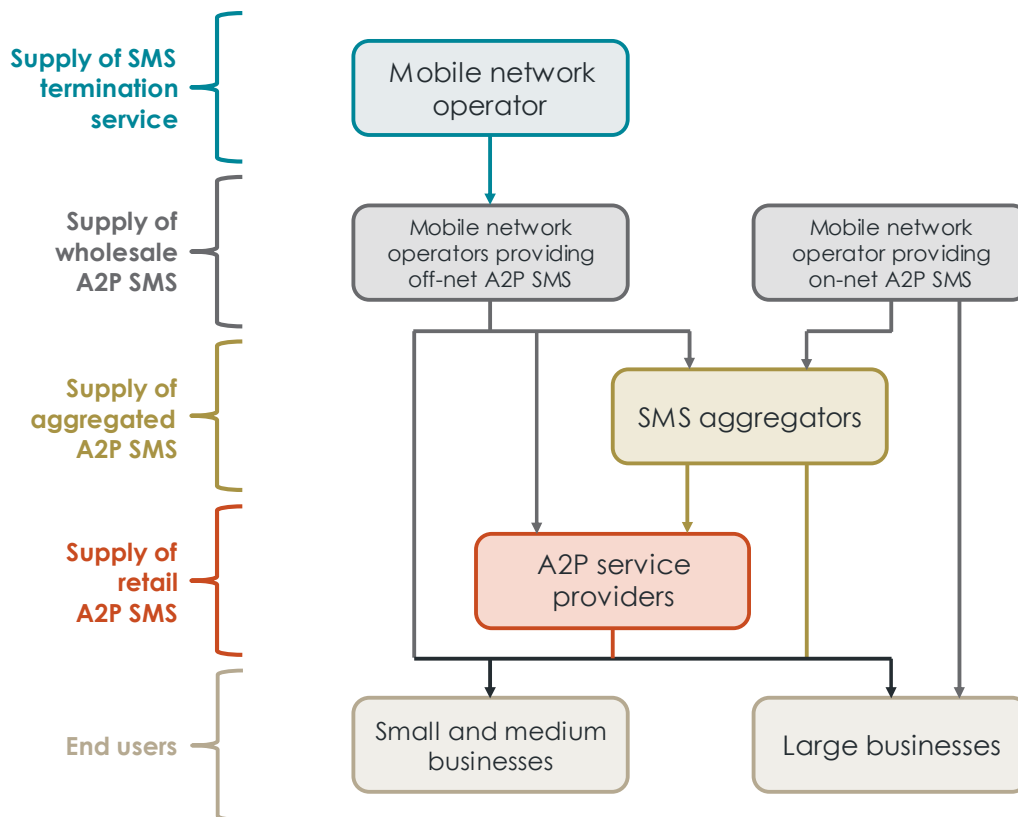 Supply of SMS
termination
service
Mobile network
operator
Supply of
wholesale
A2P SMS
Mobile network
operators providing
off-net A2P SMS
Mobile network
operator providing
on-net A2P SMS
Supply of
aggregated
A2P SMS
SMS aggregators
Supply of
retail
A2P SMS
A2P service
providers
End users
Small and medium
businesses
Large businesses